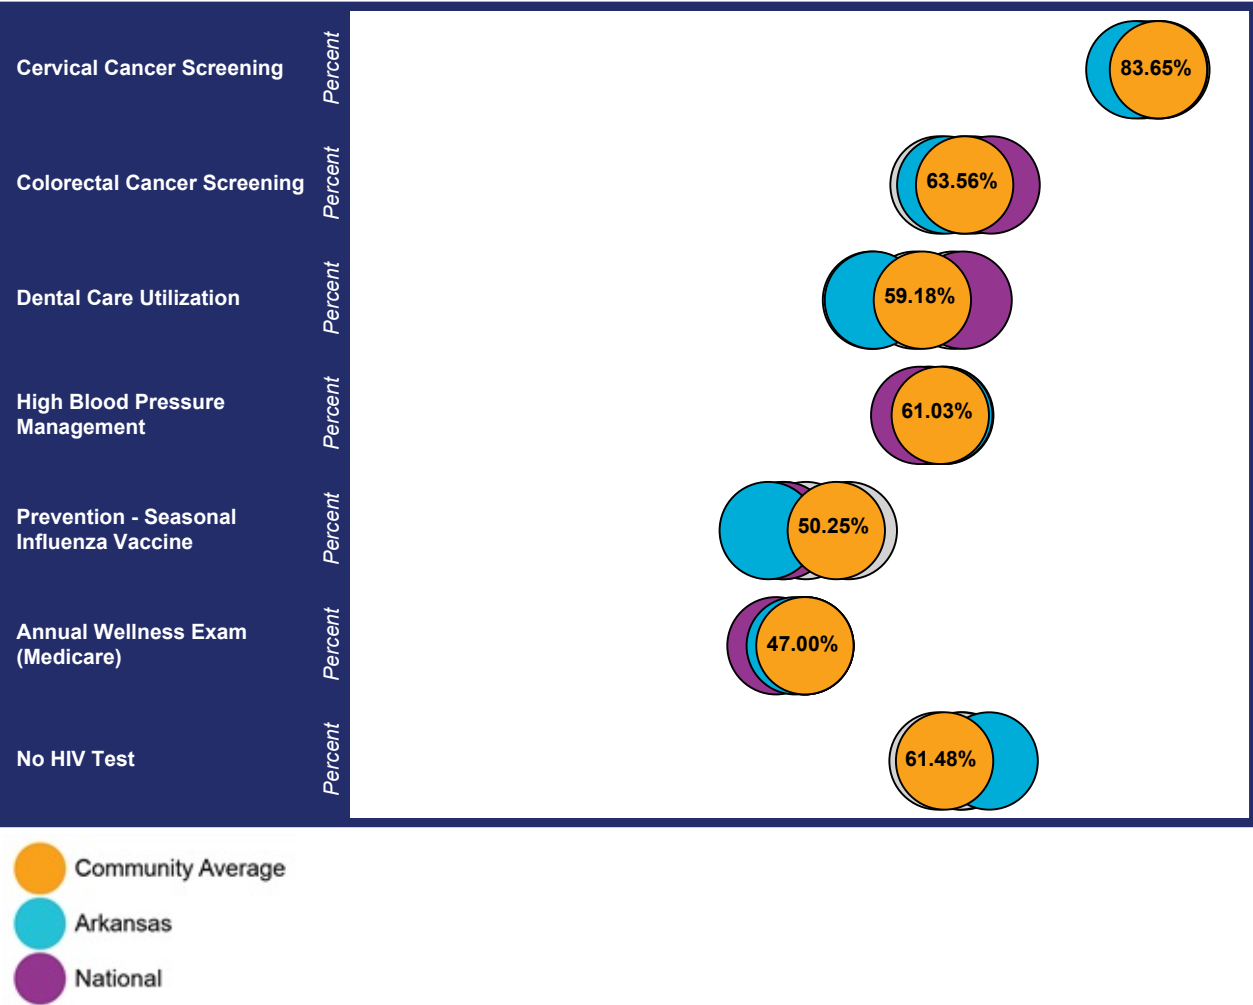 Cervical Cancer Screening
Percent
83.65%
Colorectal Cancer Screening
Percent
63.56%
Dental Care Utilization
Percent
59.18%
High Blood Pressure
Management
Percent
61.03%
Prevention - Seasonal
Influenza Vaccine
Percent
50.25%
Annual Wellness Exam
(Medicare)
Percent
47.00%
No HIV Test
Percent
61.48%
Community Average
Arkansas
National